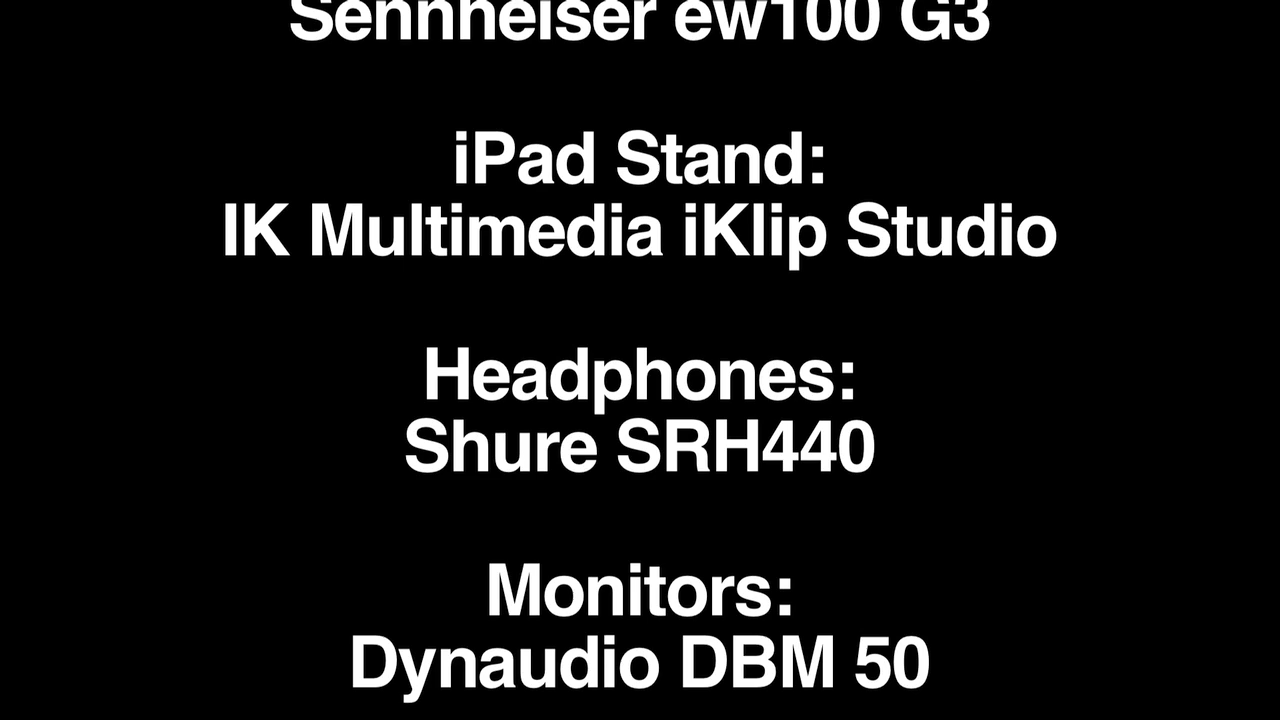 Sennheiser ew100 G3
iPad Stand:
IK Multimedia iKlip Studio
Headphones:
Shure SRH440
Monitors:
Dynaudio DBM 50